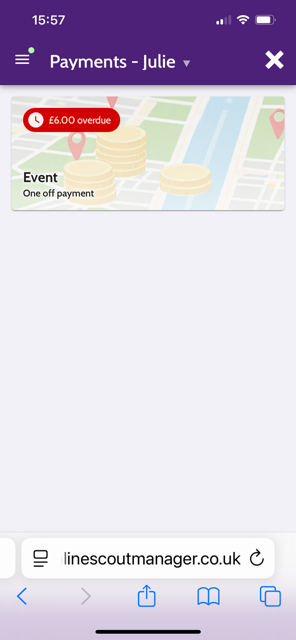 15:57
Payments - Julie
£6.00 overdue
Event
One off payment
linescoutmanager.co.uk